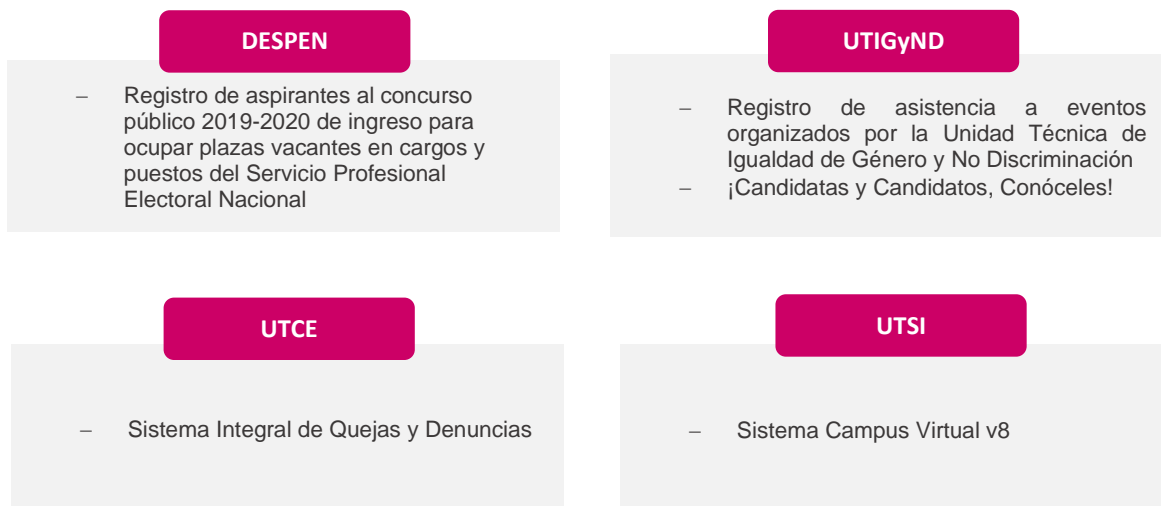 DESPEN
– Registro de aspirantes al concurso
público 2019-2020 de ingreso para
ocupar plazas vacantes en cargos y
puestos del Servicio Profesional
Electoral Nacional
UTIGyND
– Registro de asistencia a eventos
organizados por la Unidad Técnica de
Igualdad de Género y No Discriminación
– ¡Candidatas y Candidatos, Conóceles!
UTCE
– Sistema Integral de Quejas y Denuncias
UTSI
– Sistema Campus Virtual v8